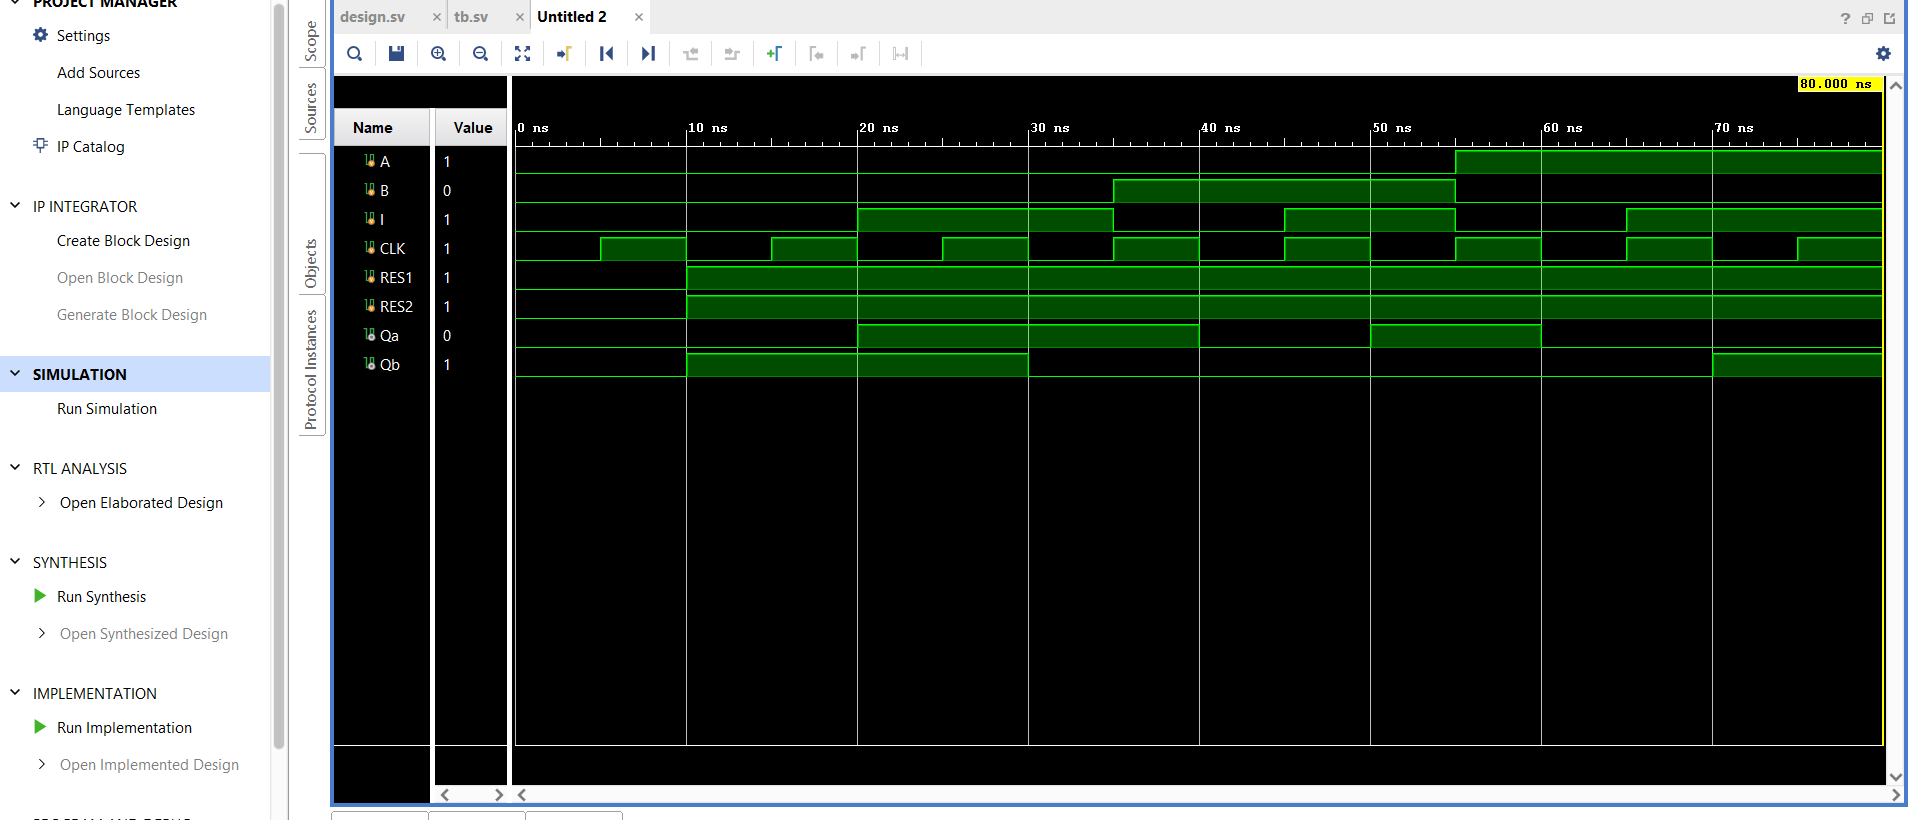 PROJECT MANAGER
Settings
Add Sources
Language Templates
IP Catalog
IP INTEGRATOR
Create Block Design
Open Block Design
Generate Block Design
SIMULATION
Run Simulation
RTL ANALYSIS
Open Elaborated Design
SYNTHESIS
Run Synthesis
Open Synthesized Design
IMPLEMENTATION
Run Implementation
Open Implemented Design
Scope
Sources
Objects
Protocol Instances
design.sv
tb.sv
Untitled 2
80.000 ns
Name Value
0 ns 10 ns 20 ns 30 ns 40 ns 50 ns 60 ns 70 ns
A 1
B 0
I 1
CLK 1
RES1 1
RES2 1
Qa 0
Qb 1